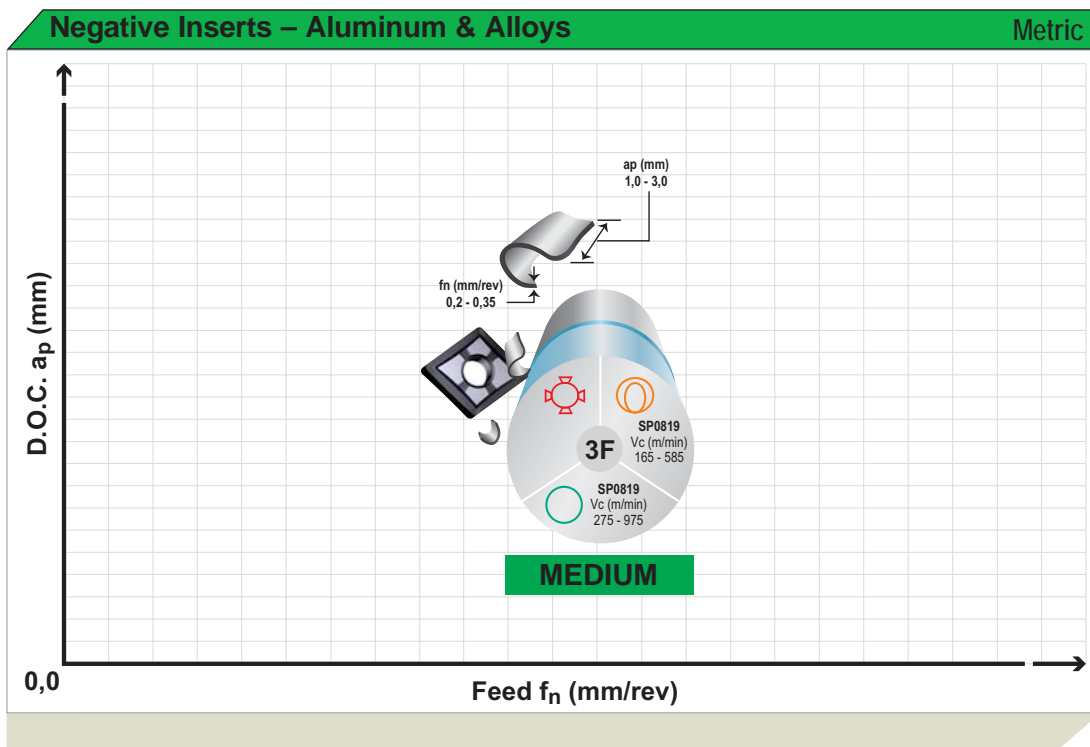 Negative Inserts – Aluminum & Alloys
Metric
D.O.C. ap (mm)
ap (mm)
1,0 - 3,0
fn (mm/rev)
0,2 - 0,35
SP0819
Vc (m/min)
165 - 585
3F
SP0819
Vc (m/min)
275 - 975
MEDIUM
0,0
Feed fn (mm/rev)